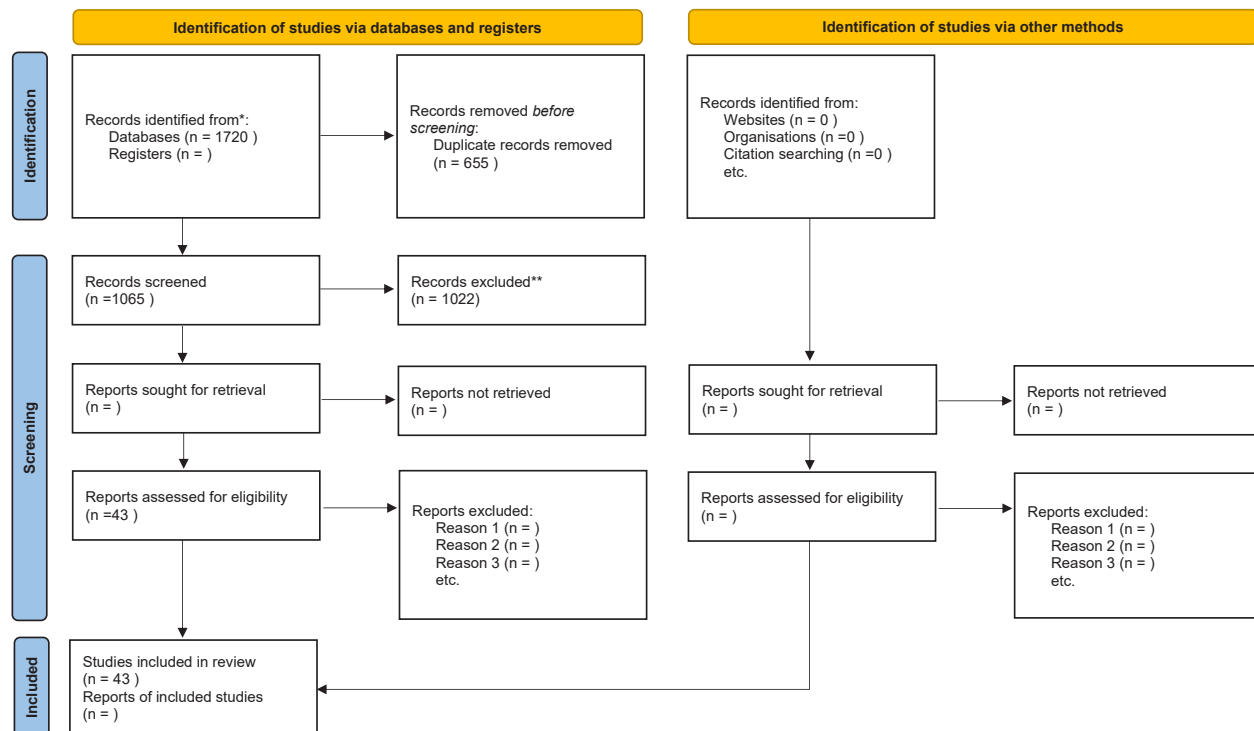 Identification of studies via databases and registers
Identification of studies via other methods
Identification
Records identified from*:
Databases (n = 1720 )
Registers (n = )
Records removed before
screening:
Duplicate records removed
(n = 655 )
Records identified from:
Websites (n = 0 )
Organisations (n =0 )
Citation searching (n =0 )
etc.
Screening
Records screened
(n =1065 )
Records excluded**
(n = 1022)
Reports sought for retrieval
(n = )
Reports not retrieved
(n = )
Reports sought for retrieval
(n = )
Reports not retrieved
(n = )
Reports assessed for eligibility
(n =43 )
Reports excluded:
Reason 1 (n = )
Reason 2 (n = )
Reason 3 (n = )
etc.
Reports assessed for eligibility
(n = )
Reports excluded:
Reason 1 (n = )
Reason 2 (n = )
Reason 3 (n = )
etc.
Included
Studies included in review
(n = 43 )
Reports of included studies
(n = )